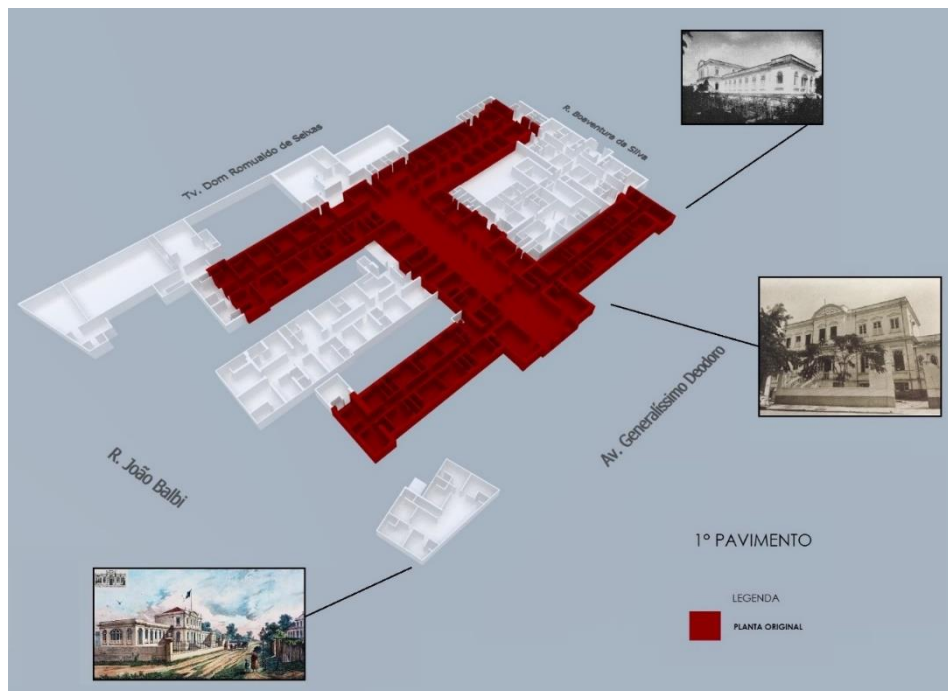 Tv. Dom Romualdo de Seixas
R. Boaventura da Silva
R. João Balbi
Av. Generalíssimo Deodoro
1º PAVIMENTO
LEGENDA
PLANTA ORIGINAL